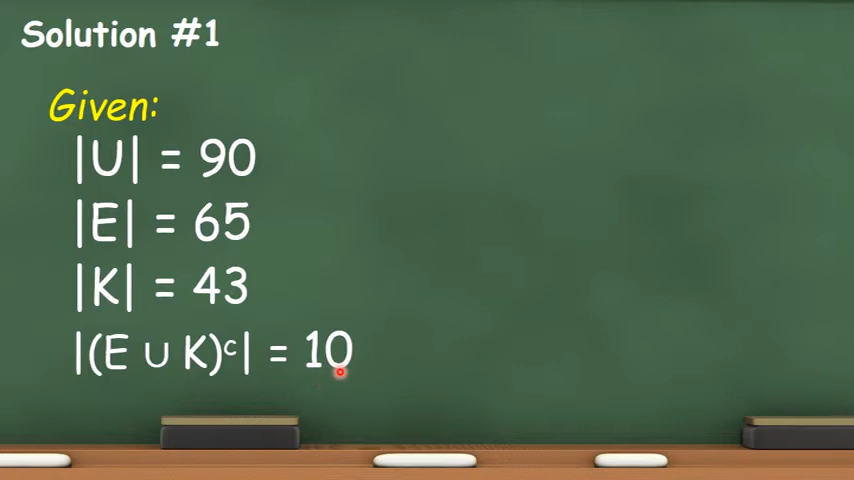 Solution #1
Given:
|U| = 90
|E| = 65
|K| = 43
|(E ∪ K)ᶜ| = 10